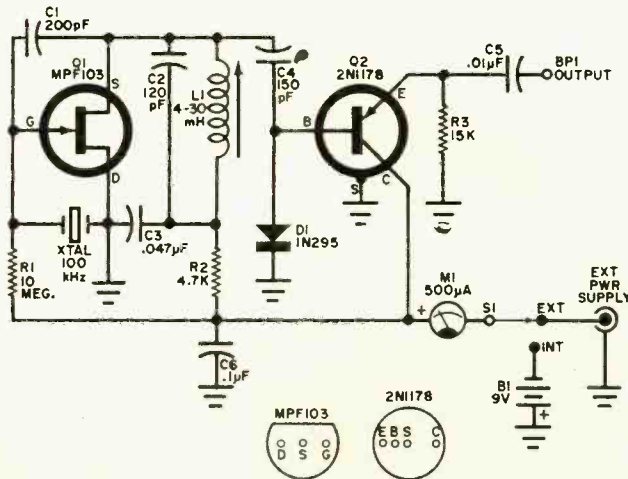 C1
200pF
Q1
MPF103
S
G
D
C2
120
pF
L1
4-30
mH
C4
150
pF
Q2
2N1178
E
B
C
S
C5
.01µF
BP1
OUTPUT
R3
15K
XTAL
100
kHz
C3
.047µF
R1
10
MEG.
R2
4.7K
D1
1N295
+
M1
500µA
S1
EXT
EXT
PWR
SUPPLY
INT
B1
9V
+
C6
.1µF
MPF103
D S G
2N1178
E B S C